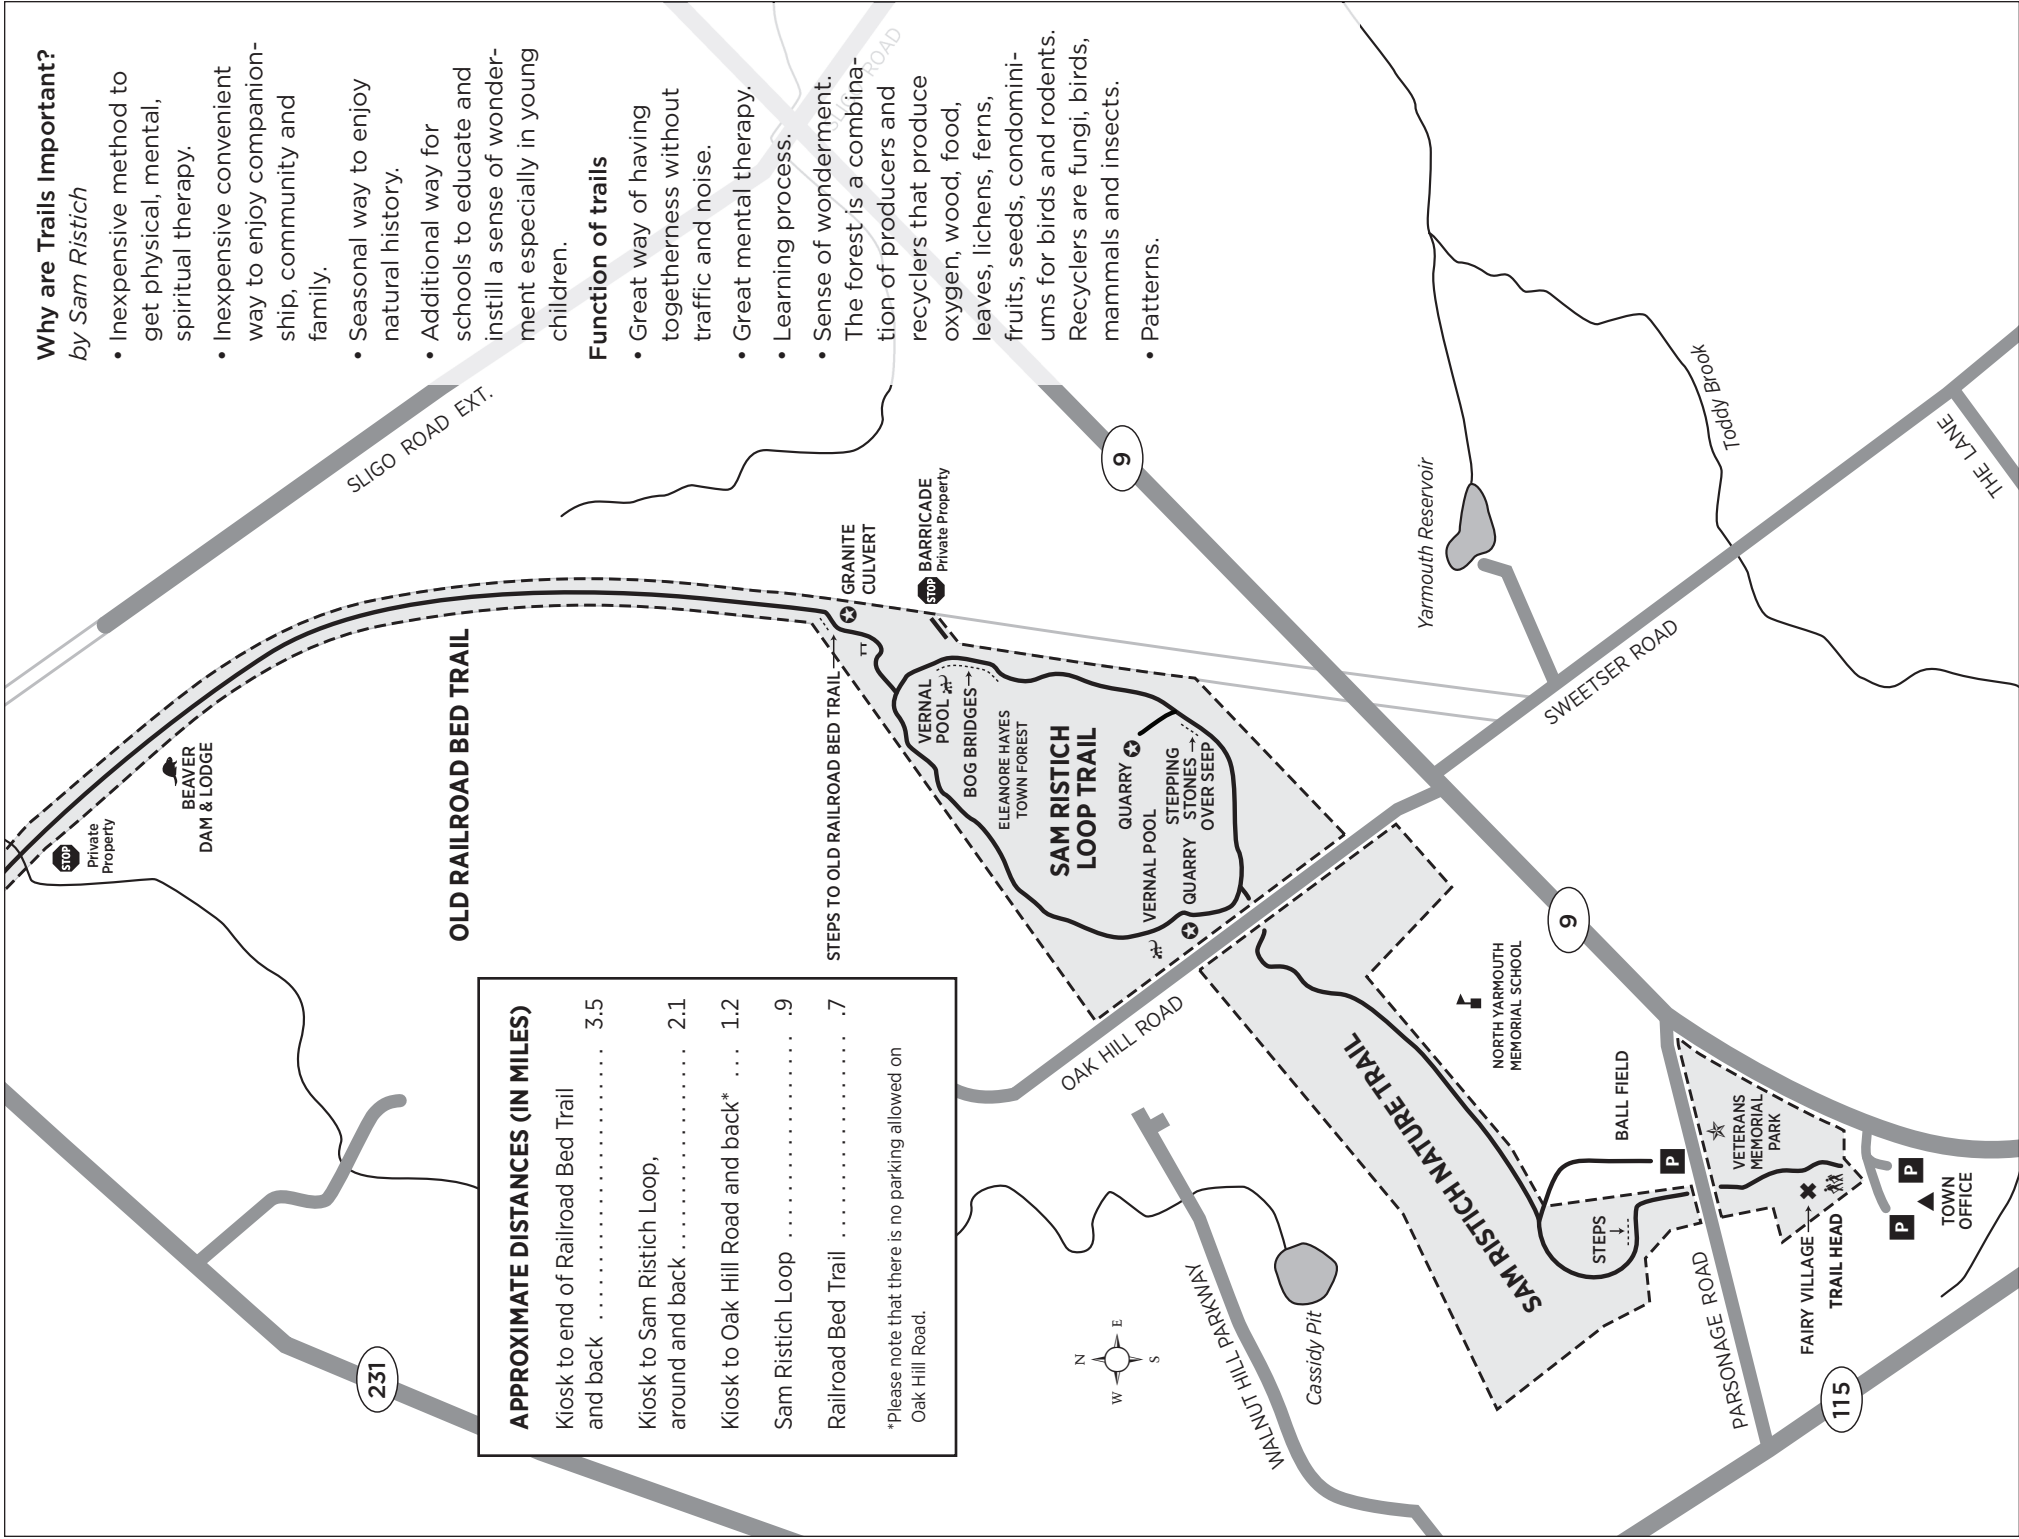 Why are Trails Important?
by Sam Ristich
• Inexpensive method to
get physical, mental,
spiritual therapy.
• Inexpensive convenient
way to enjoy companion-
ship, community and
family.
• Seasonal way to enjoy
natural history.
• Additional way for
schools to educate and
instill a sense of wonder-
ment especially in young
children.
Function of trails
• Great way of having
togetherness without
traffic and noise.
• Great mental therapy.
• Learning process.
• Sense of wonderment.
The forest is a combina-
tion of producers and
recyclers that produce
oxygen, wood, food,
leaves, lichens, ferns,
fruits, seeds, condomini-
ums for birds and rodents.
Recyclers are fungi, birds,
mammals and insects.
• Patterns.
SLIGO ROAD
SLIGO ROAD EXT.
STOP
Private
Property
BEAVER
DAM & LODGE
OLD RAILROAD BED TRAIL
STEPS TO OLD RAILROAD BED TRAIL
GRANITE
CULVERT
STOP
BARRICADE
Private Property
VERNAL
POOL
BOG BRIDGES
ELEANORE HAYES
TOWN FOREST
SAM RISTICH
LOOP TRAIL
QUARRY
VERNAL POOL
STEPPING
STONES
OVER SEEP
QUARRY
9
Yarmouth Reservoir
Toddy Brook
THE LANE
SWEETSER ROAD
OAK HILL ROAD
9
NORTH YARMOUTH
MEMORIAL SCHOOL
SAM RISTICH NATURE TRAIL
BALL FIELD
P
STEPS
VETERANS
MEMORIAL
PARK
FAIRY VILLAGE
TRAIL HEAD
P
P
TOWN
OFFICE
PARSONAGE ROAD
115
WALNUT HILL PARKWAY
Cassidy Pit
N
E
S
W
231
APPROXIMATE DISTANCES (IN MILES)
Kiosk to end of Railroad Bed Trail
and back 3.5
Kiosk to Sam Ristich Loop,
around and back 2.1
Kiosk to Oak Hill Road and back* 1.2
Sam Ristich Loop .9
Railroad Bed Trail .7
*Please note that there is no parking allowed on
Oak Hill Road.